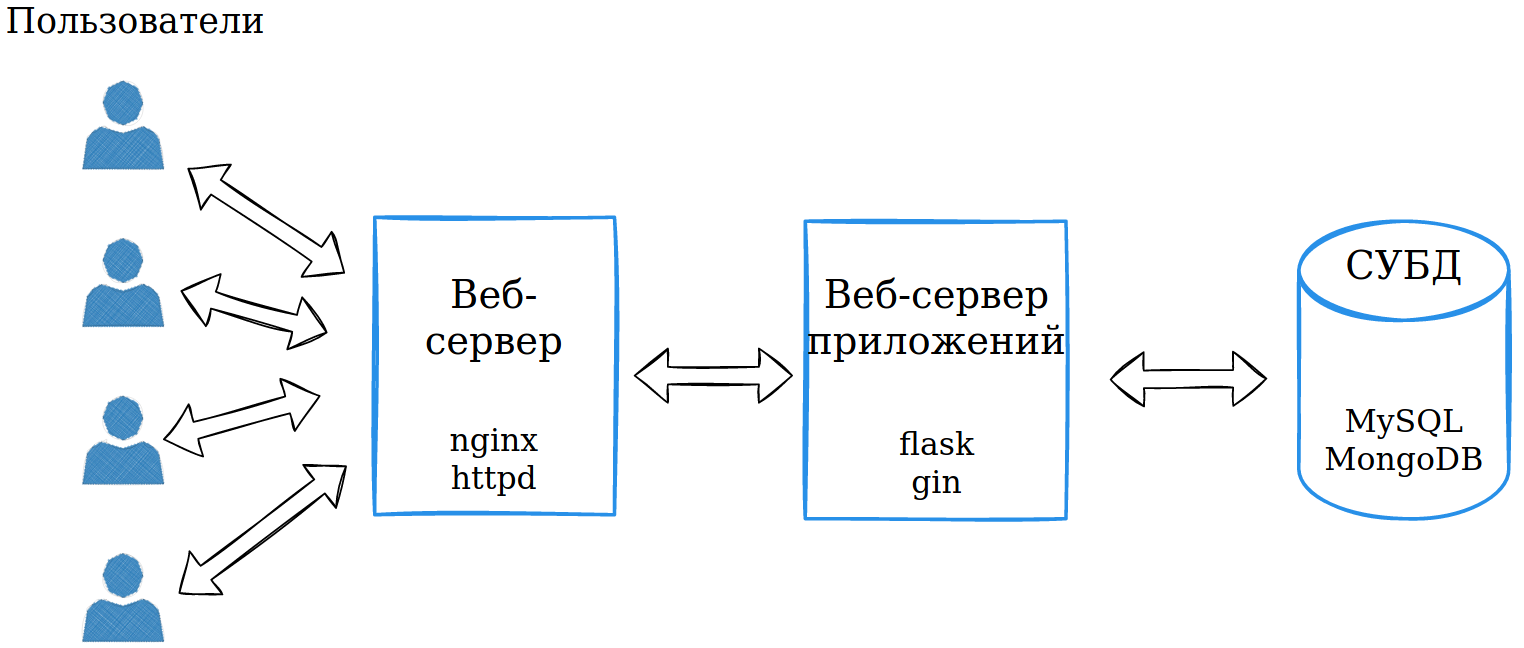 Пользователи
Веб-
сервер
nginx
httpd
Веб-сервер
приложений
flask
gin
СУБД
MySQL
MongoDB